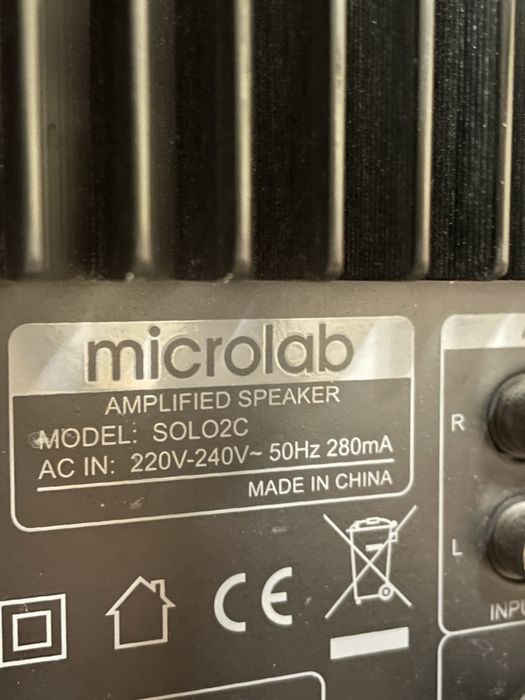 microlab
AMPLIFIED SPEAKER
MODEL: SOLO2C
AC IN: 220V-240V~ 50Hz 280mA
MADE IN CHINA
R
L
CE